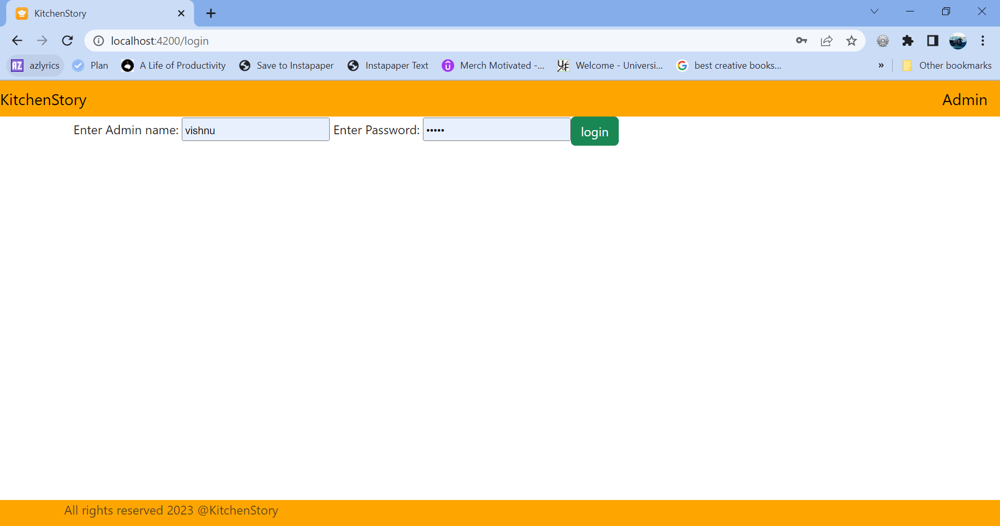 KitchenStory
localhost:4200/login
azlyrics Plan A Life of Productivity Save to Instapaper Instapaper Text Merch Motivated -... Welcome - Universi... best creative books... » Other bookmarks
KitchenStory Admin
Enter Admin name: vishnu Enter Password: ••••• login
All rights reserved 2023 @KitchenStory